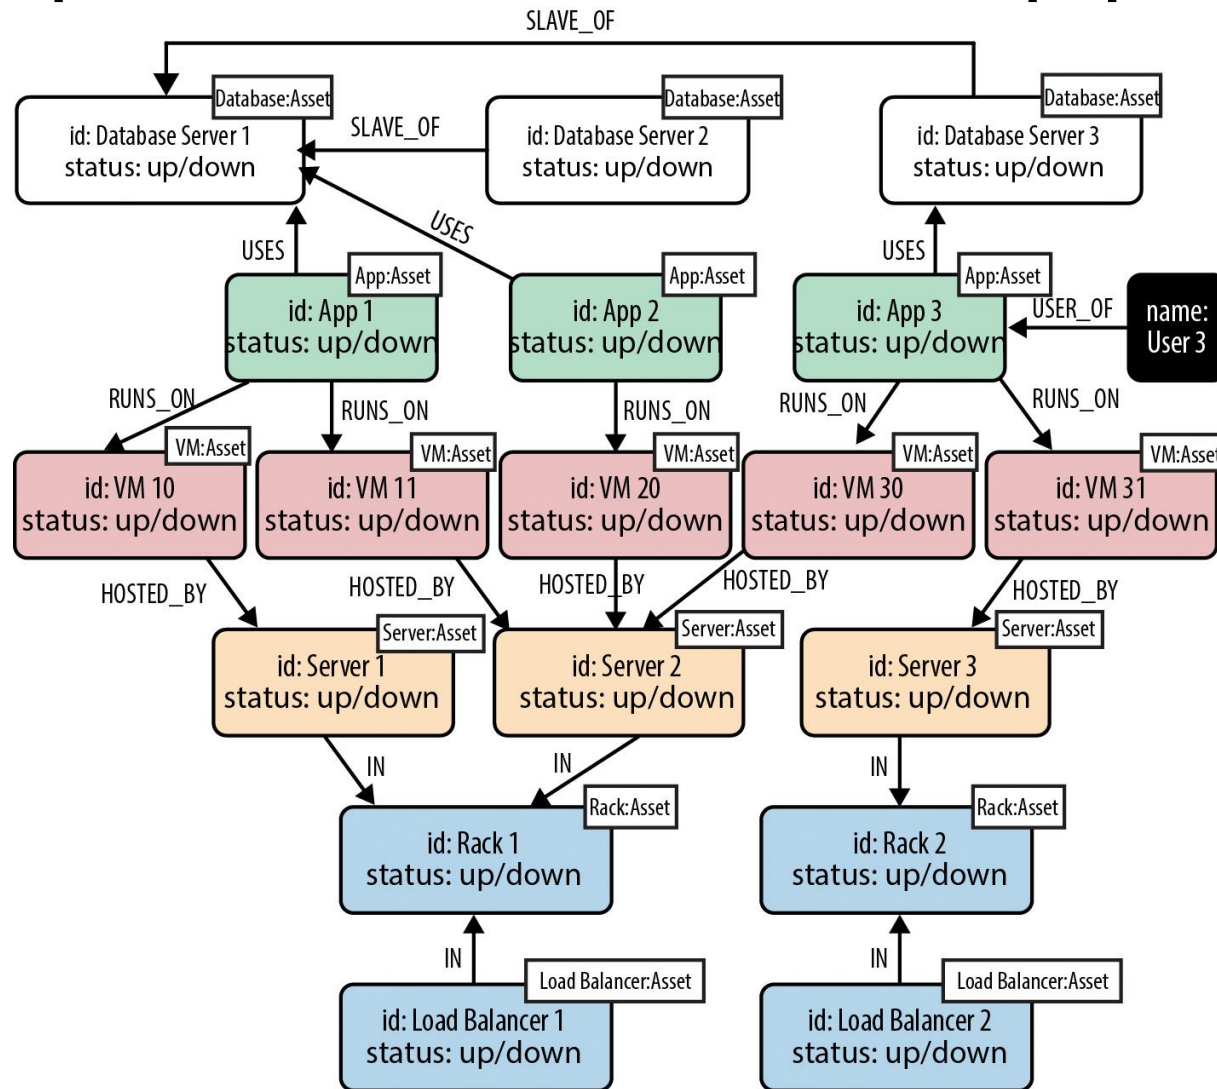 SLAVE_OF
Database:Asset
id: Database Server 1
status: up/down
SLAVE_OF
Database:Asset
id: Database Server 2
status: up/down
Database:Asset
id: Database Server 3
status: up/down
USES
USES
USES
App:Asset
id: App 1
status: up/down
App:Asset
id: App 2
status: up/down
App:Asset
id: App 3
status: up/down
USER_OF
name:
User 3
RUNS_ON
RUNS_ON
RUNS_ON
RUNS_ON
RUNS_ON
VM:Asset
id: VM 10
status: up/down
VM:Asset
id: VM 11
status: up/down
VM:Asset
id: VM 20
status: up/down
VM:Asset
id: VM 30
status: up/down
VM:Asset
id: VM 31
status: up/down
HOSTED_BY
HOSTED_BY
HOSTED_BY
HOSTED_BY
HOSTED_BY
Server:Asset
id: Server 1
status: up/down
Server:Asset
id: Server 2
status: up/down
Server:Asset
id: Server 3
status: up/down
IN
IN
IN
Rack:Asset
id: Rack 1
status: up/down
Rack:Asset
id: Rack 2
status: up/down
IN
IN
Load Balancer:Asset
id: Load Balancer 1
status: up/down
Load Balancer:Asset
id: Load Balancer 2
status: up/down